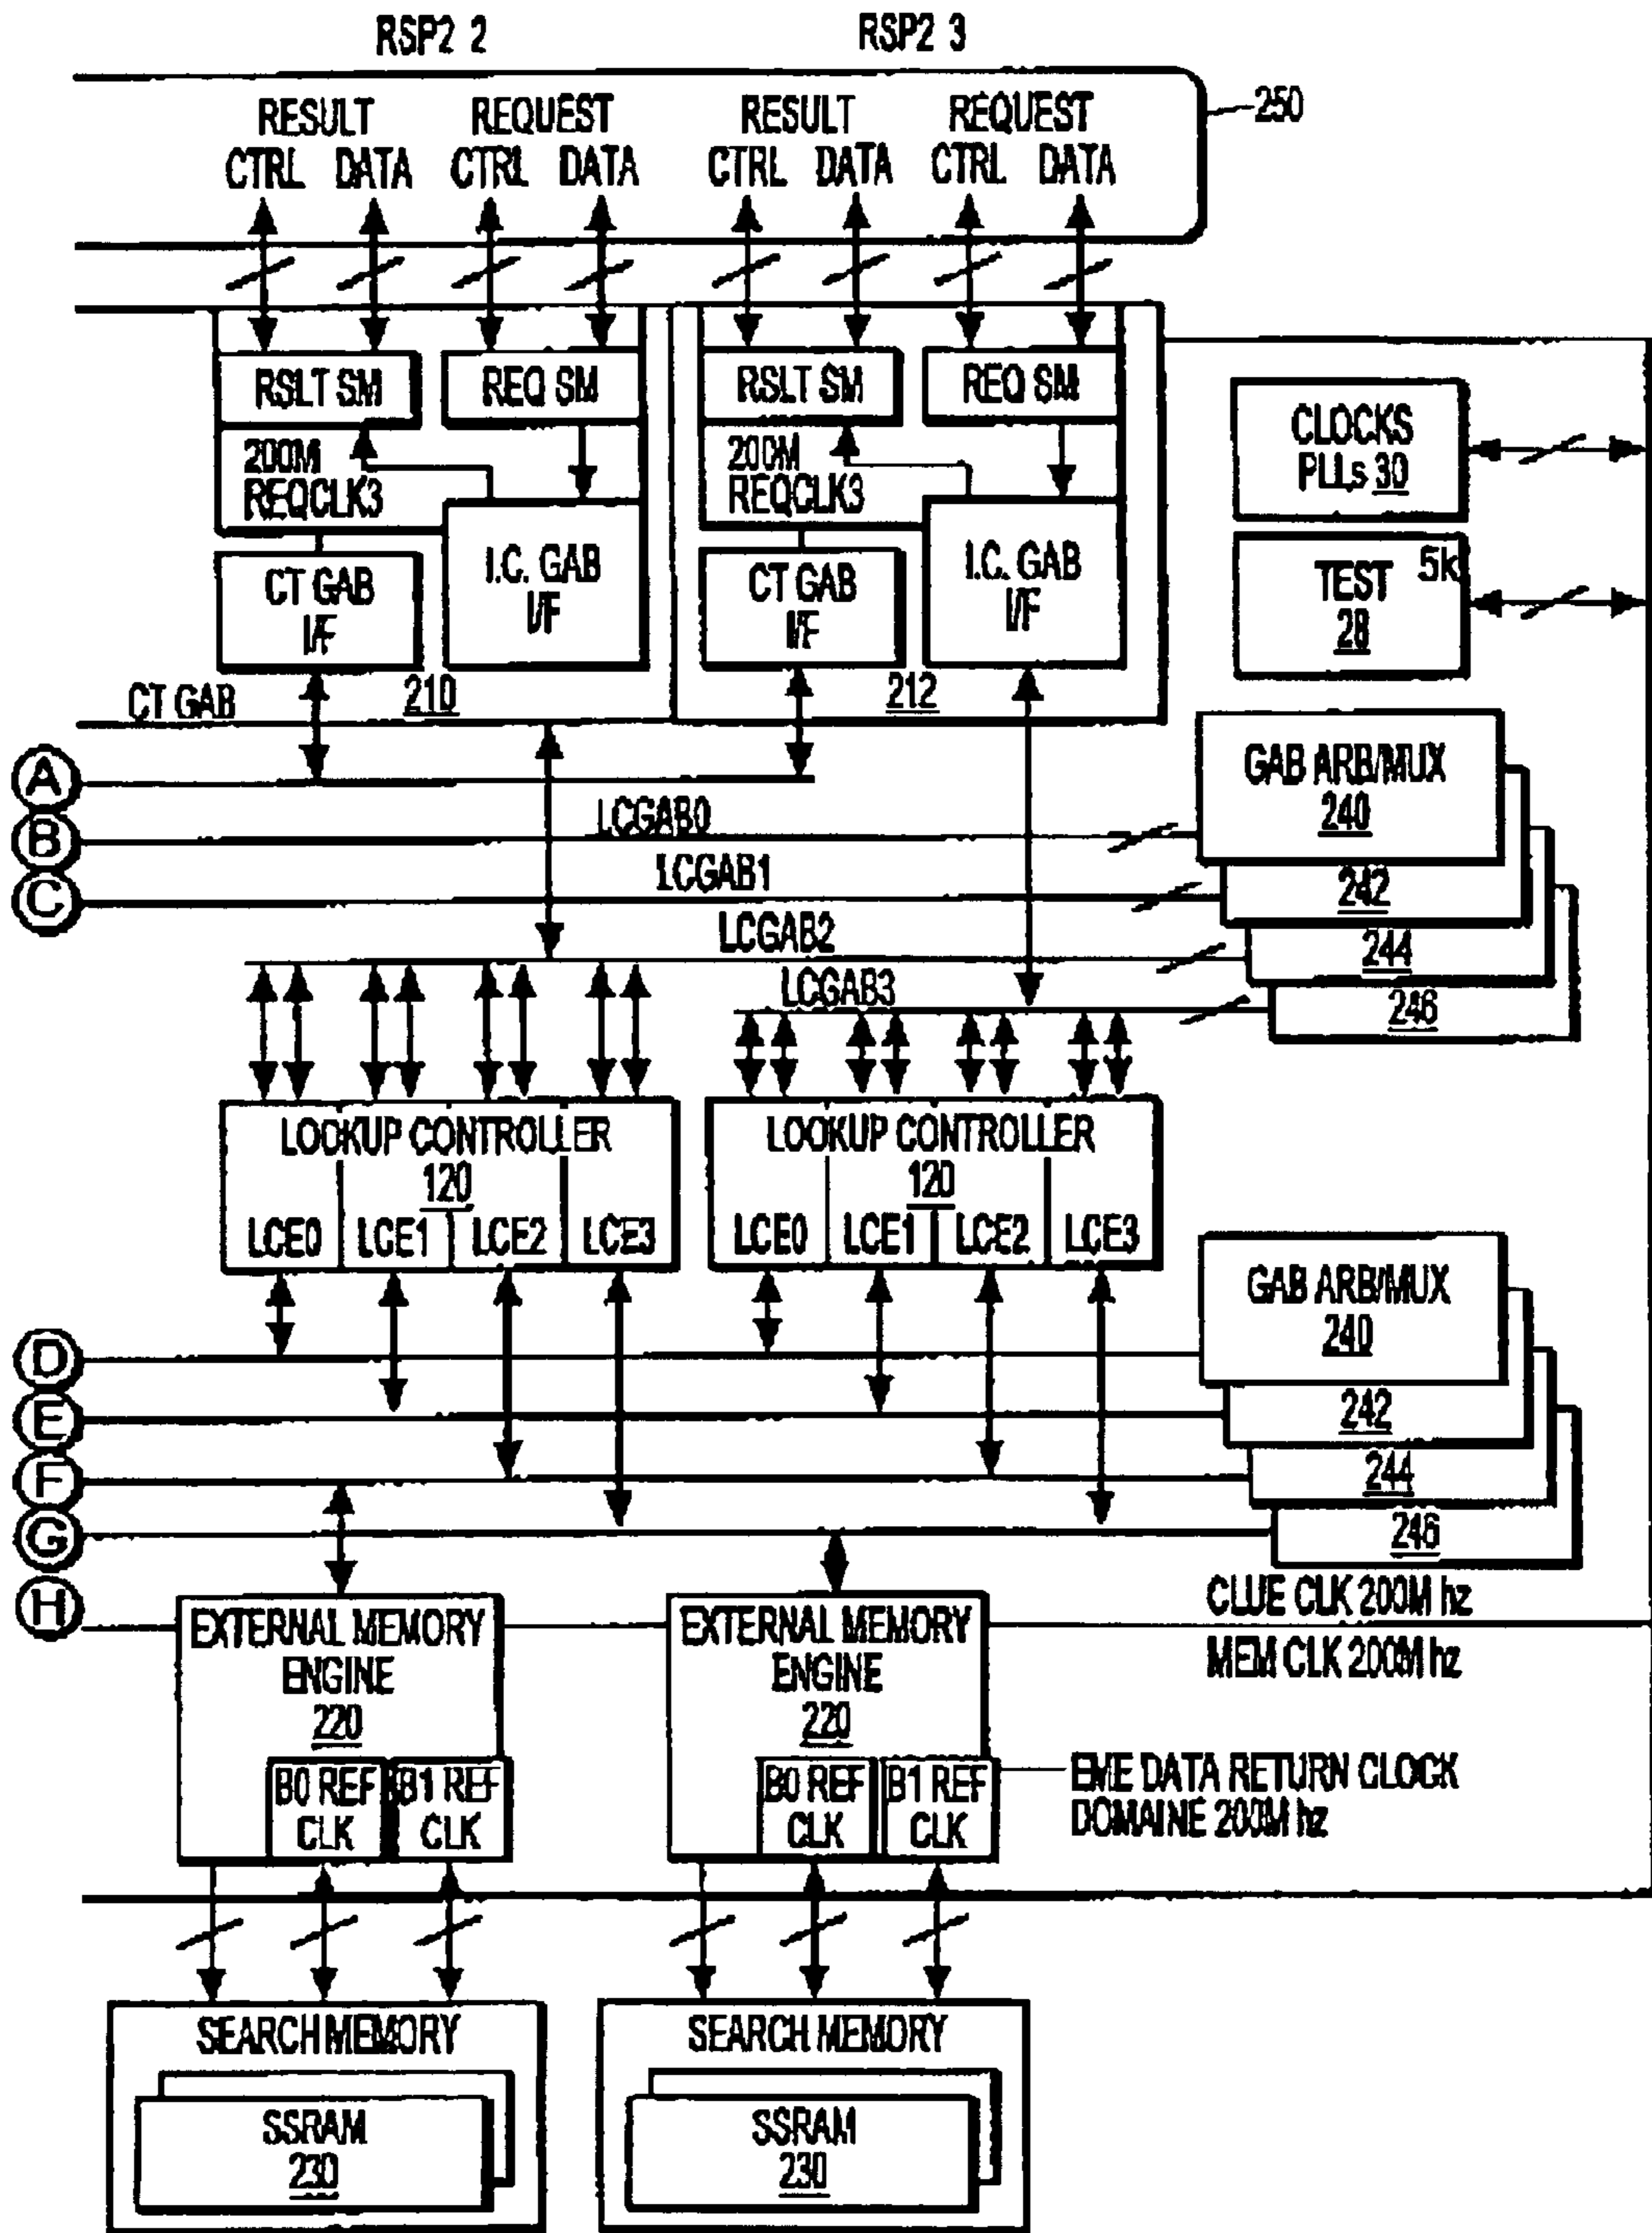 RSP2 2 RSP2 3
RESULT REQUEST RESULT REQUEST 250
CTRL DATA CTRL DATA CTRL DATA CTRL DATA
RSLT SM REQ SM RSLT SM REQ SM
CLOCKS
PLLs 30
200M
REQCLK3
200M
REQCLK3
I.C. GAB
I/F
I.C. GAB
I/F
CT GAB
I/F
CT GAB
I/F
TEST 5k
28
CT GAB 210 212
GAB ARB/MUX
240
242
244
246
A
B LCGAB0
C LCGAB1
LCGAB2
LCGAB3
LOOKUP CONTROLLER
120
LCE0 LCE1 LCE2 LCE3
LOOKUP CONTROLLER
120
LCE0 LCE1 LCE2 LCE3
GAB ARB/MUX
240
242
244
246
D
E
F
G
H
CLUE CLK 200M hz
MEM CLK 200M hz
EXTERNAL MEMORY
ENGINE
220
B0 REF
CLK
B1 REF
CLK
EXTERNAL MEMORY
ENGINE
220
B0 REF
CLK
B1 REF
CLK
EME DATA RETURN CLOCK
DOMAINE 200M hz
SEARCH MEMORY
SSRAM
230
SEARCH MEMORY
SSRAM
230